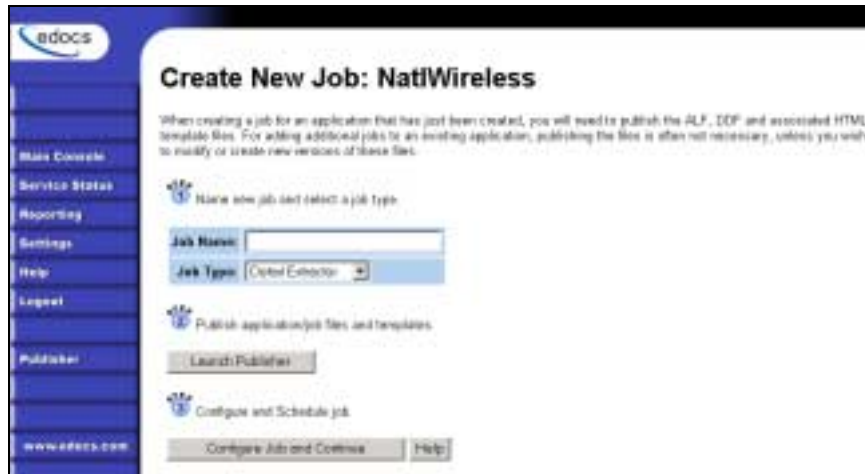 edocs
Create New Job: NatlWireless
When creating a job for an application that has just been created, you will need to publish the ALF, DDF and associated HTML
template files. For adding additional jobs to an existing application, publishing the files is often not necessary, unless you wish
to modify or create new versions of these files.
Main Console
Service Status
Reporting
Settings
Help
Logout
Publisher
www.edocs.com
1 Name new job and select a job type.
Job Name:
Job Type: Detail Extractor
2 Publish application/job files and templates.
Launch Publisher
3 Configure and Schedule job.
Configure Job and Continue
Help